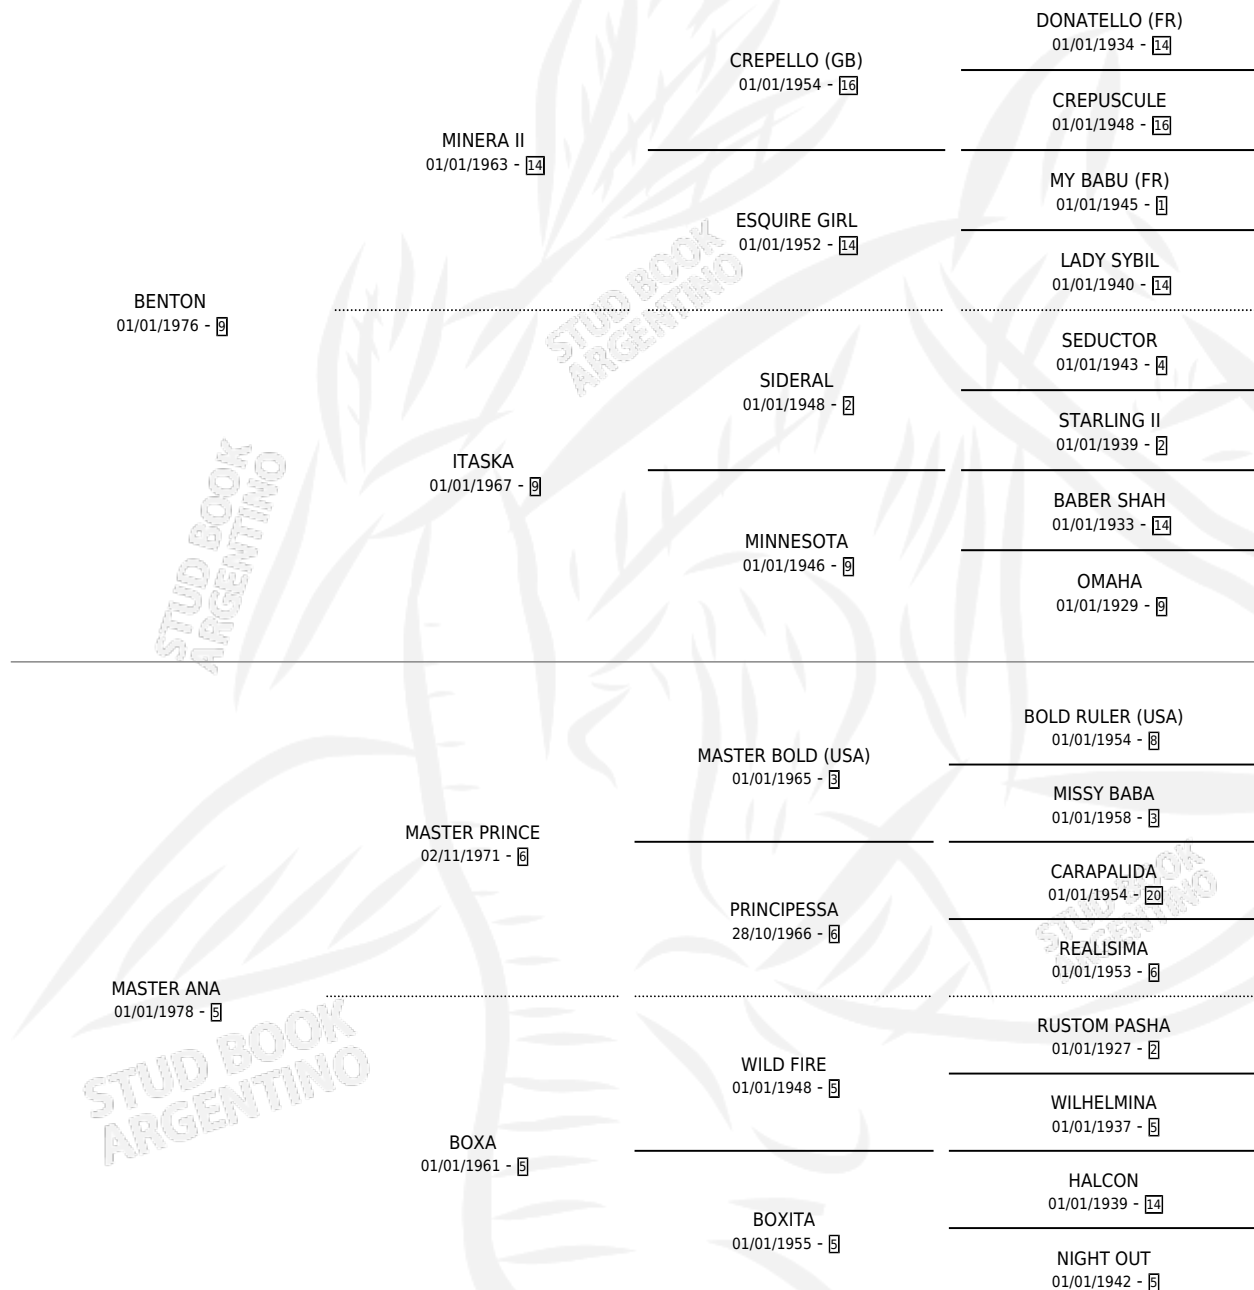 DONATELLO (FR)
01/01/1934 - 14
CREPELLO (GB)
01/01/1954 - 16
CREPUSCULE
01/01/1948 - 16
MINERA II
01/01/1963 - 14
MY BABU (FR)
01/01/1945 - 1
ESQUIRE GIRL
01/01/1952 - 14
LADY SYBIL
01/01/1940 - 14
BENTON
01/01/1976 - 9
STUD BOOK
ARGENTINO
SEDUCTOR
01/01/1943 - 4
SIDERAL
01/01/1948 - 2
STARLING II
01/01/1939 - 2
ITASKA
01/01/1967 - 9
BABER SHAH
01/01/1933 - 14
MINNESOTA
01/01/1946 - 9
OMAHA
01/01/1929 - 9
STUD BOOK
ARGENTINO
BOLD RULER (USA)
01/01/1954 - 8
MASTER BOLD (USA)
01/01/1965 - 3
MISSY BABA
01/01/1958 - 3
MASTER PRINCE
02/11/1971 - 6
CARAPALIDA
01/01/1954 - 20
PRINCIPESSA
28/10/1966 - 6
STUD BOOK
ARGENTINO
REALISIMA
01/01/1953 - 6
MASTER ANA
01/01/1978 - 5
RUSTOM PASHA
01/01/1927 - 2
WILD FIRE
01/01/1948 - 5
STUD BOOK
ARGENTINO
WILHELMINA
01/01/1937 - 5
BOXA
01/01/1961 - 5
HALCON
01/01/1939 - 14
BOXITA
01/01/1955 - 5
NIGHT OUT
01/01/1942 - 5